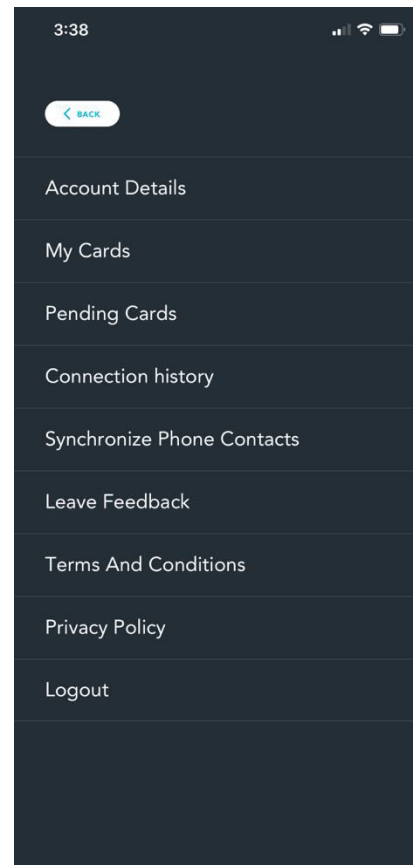 3:38
BACK
Account Details
My Cards
Pending Cards
Connection history
Synchronize Phone Contacts
Leave Feedback
Terms And Conditions
Privacy Policy
Logout